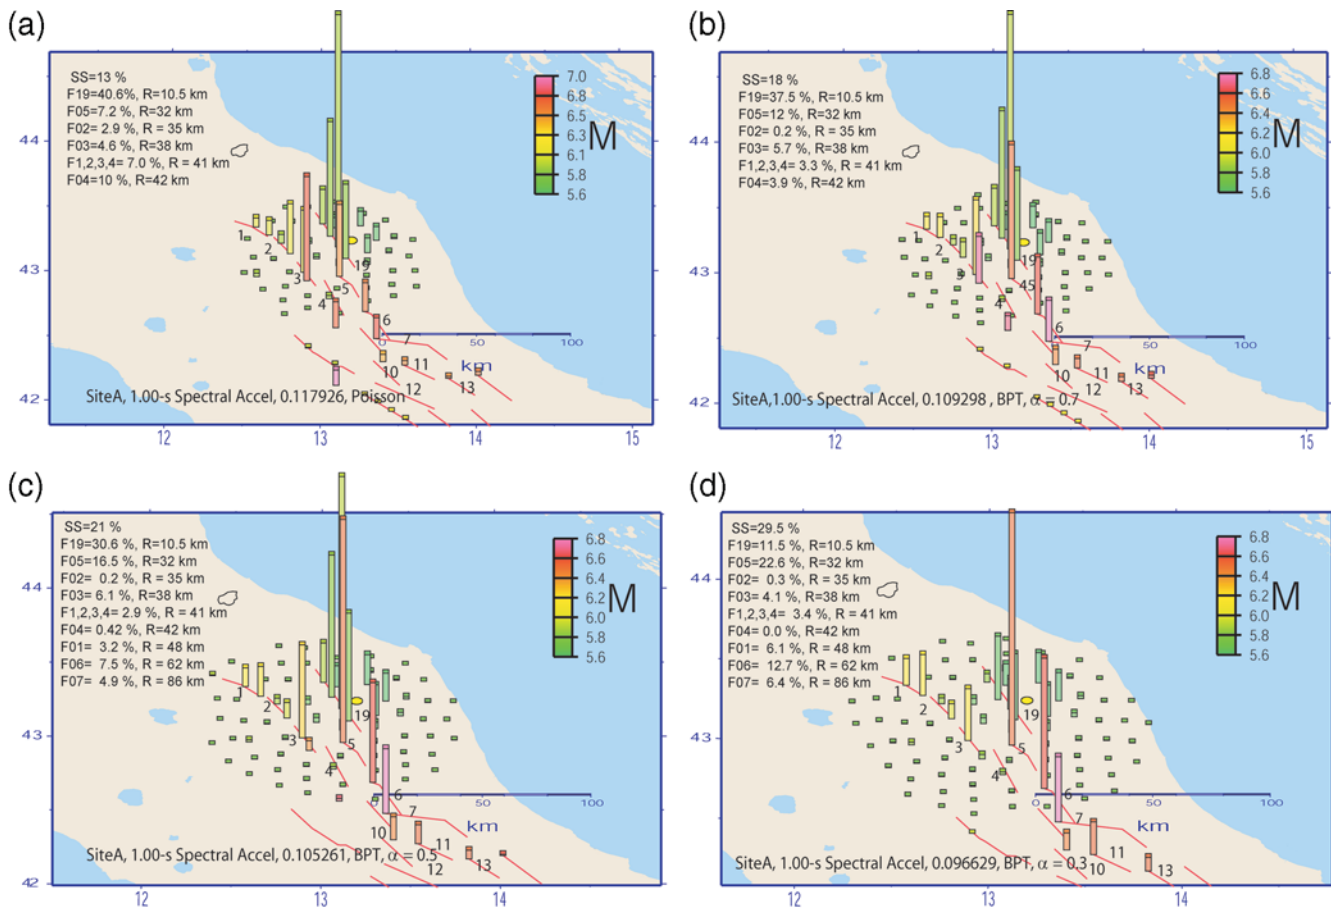 (a)
SS=13 %
F19=40.6%, R=10.5 km
F05=7.2 %, R=32 km
F02= 2.9 %, R = 35 km
F03=4.6 %, R=38 km
F1,2,3,4= 7.0 %, R = 41 km
F04=10 %, R=42 km
7.0
6.8
6.5
6.3
6.1
5.8
5.6
M
44
43
42
1
2
3
4
5
19
6
7
10
11
12
13
0
50
100
km
SiteA, 1.00-s Spectral Accel, 0.117926, Poisson
12
13
14
15
(b)
SS=18 %
F19=37.5 %, R=10.5 km
F05=12 %, R=32 km
F02= 0.2 %, R = 35 km
F03= 5.7 %, R=38 km
F1,2,3,4= 3.3 %, R = 41 km
F04=3.9 %, R=42 km
6.8
6.6
6.4
6.2
6.0
5.8
5.6
M
44
43
42
1
2
3
4
19
45
6
7
10
11
12
13
50
100
km
SiteA,1.00-s Spectral Accel, 0.109298 , BPT, α = 0.7
12
13
14
15
(c)
SS=21 %
F19=30.6 %, R=10.5 km
F05=16.5 %, R=32 km
F02= 0.2 %, R = 35 km
F03= 6.1 %, R=38 km
F1,2,3,4= 2.9 %, R = 41 km
F04= 0.42 %, R=42 km
F01= 3.2 %, R = 48 km
F06= 7.5 %, R = 62 km
F07= 4.9 %, R = 86 km
6.8
6.6
6.4
6.2
6.0
5.8
5.6
M
44
43
42
1
2
3
4
5
19
6
7
10
11
12
13
0
50
100
km
SiteA, 1.00-s Spectral Accel, 0.105261, BPT, α = 0.5
12
13
14
(d)
SS=29.5 %
F19=11.5 %, R=10.5 km
F05=22.6 %, R=32 km
F02= 0.3 %, R = 35 km
F03= 4.1 %, R=38 km
F1,2,3,4= 3.4 %, R = 41 km
F04= 0.0 %, R=42 km
F01= 6.1 %, R = 48 km
F06= 12.7 %, R = 62 km
F07= 6.4 %, R = 86 km
6.8
6.6
6.4
6.2
6.0
5.8
5.6
M
44
43
42
1
2
3
4
5
19
6
7
10
11
13
0
50
100
km
SiteA, 1.00-s Spectral Accel, 0.096629, BPT, α = 0.3
12
13
14